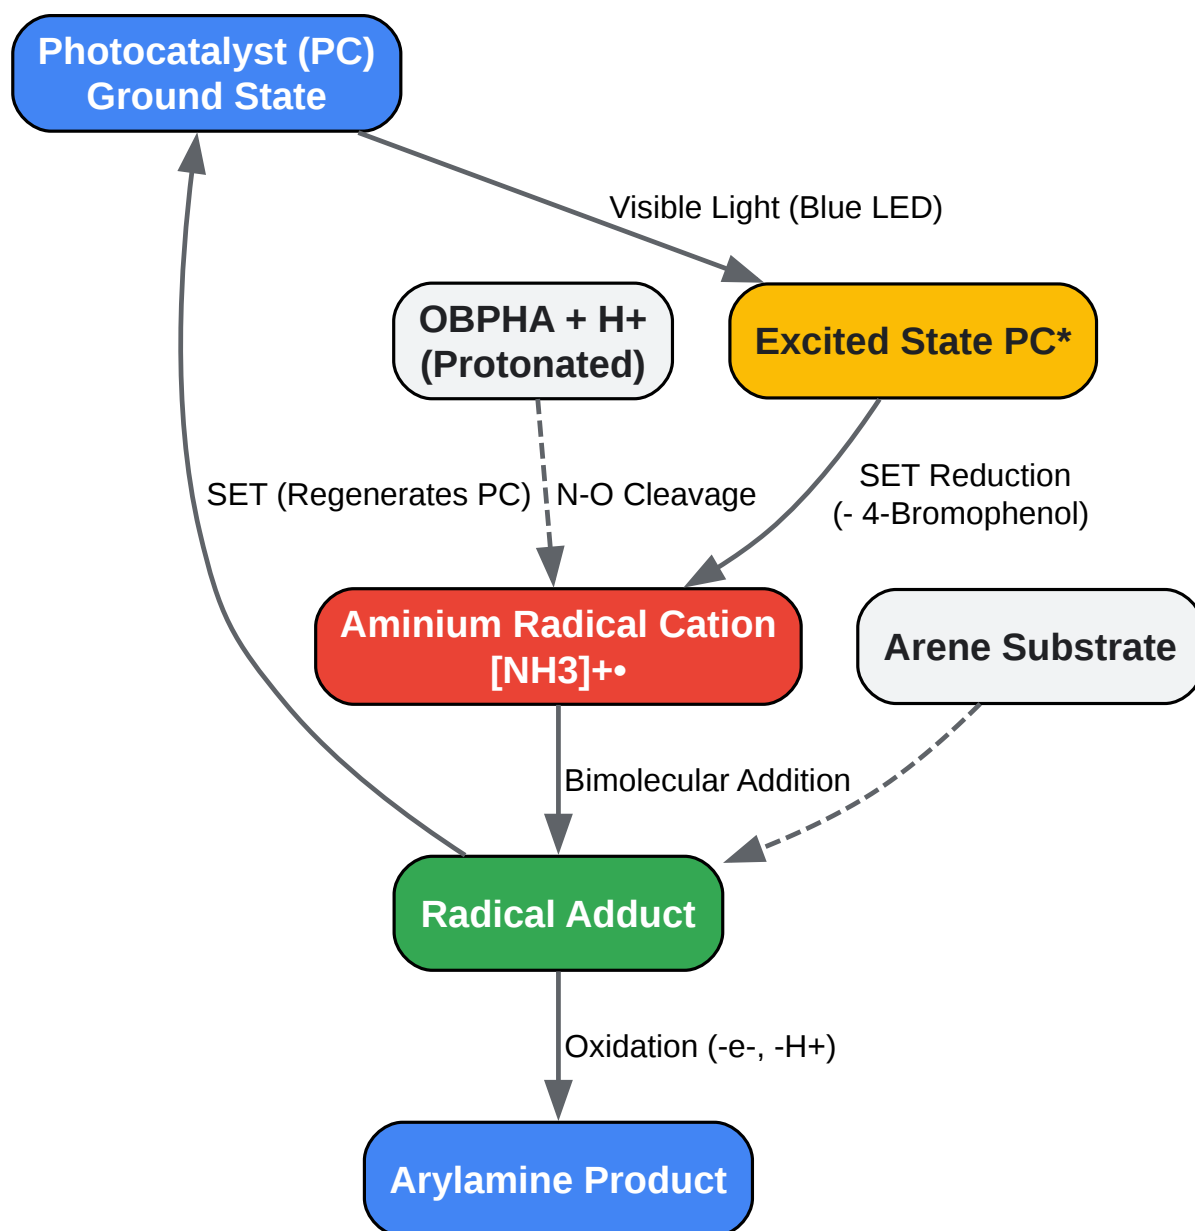 Photocatalyst (PC)
Ground State
Visible Light (Blue LED)
OBPHA + H+
(Protonated)
Excited State PC*
SET (Regenerates PC)
N-O Cleavage
SET Reduction
(- 4-Bromophenol)
Aminium Radical Cation
[NH3]+•
Arene Substrate
Bimolecular Addition
Radical Adduct
Oxidation (-e-, -H+)
Arylamine Product